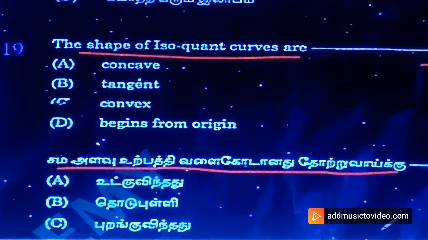 19 The shape of Iso-quant curves are
(A) concave
(B) tangent
(C) convex
(D) begins from origin
சம அளவு உற்பத்தி வளைகோடானது தோற்றுவாய்க்கு
(A) உட்குவிந்தது
(B) தொடுபுள்ளி
(C) புறங்குவிந்தது
addmusictovideo.com